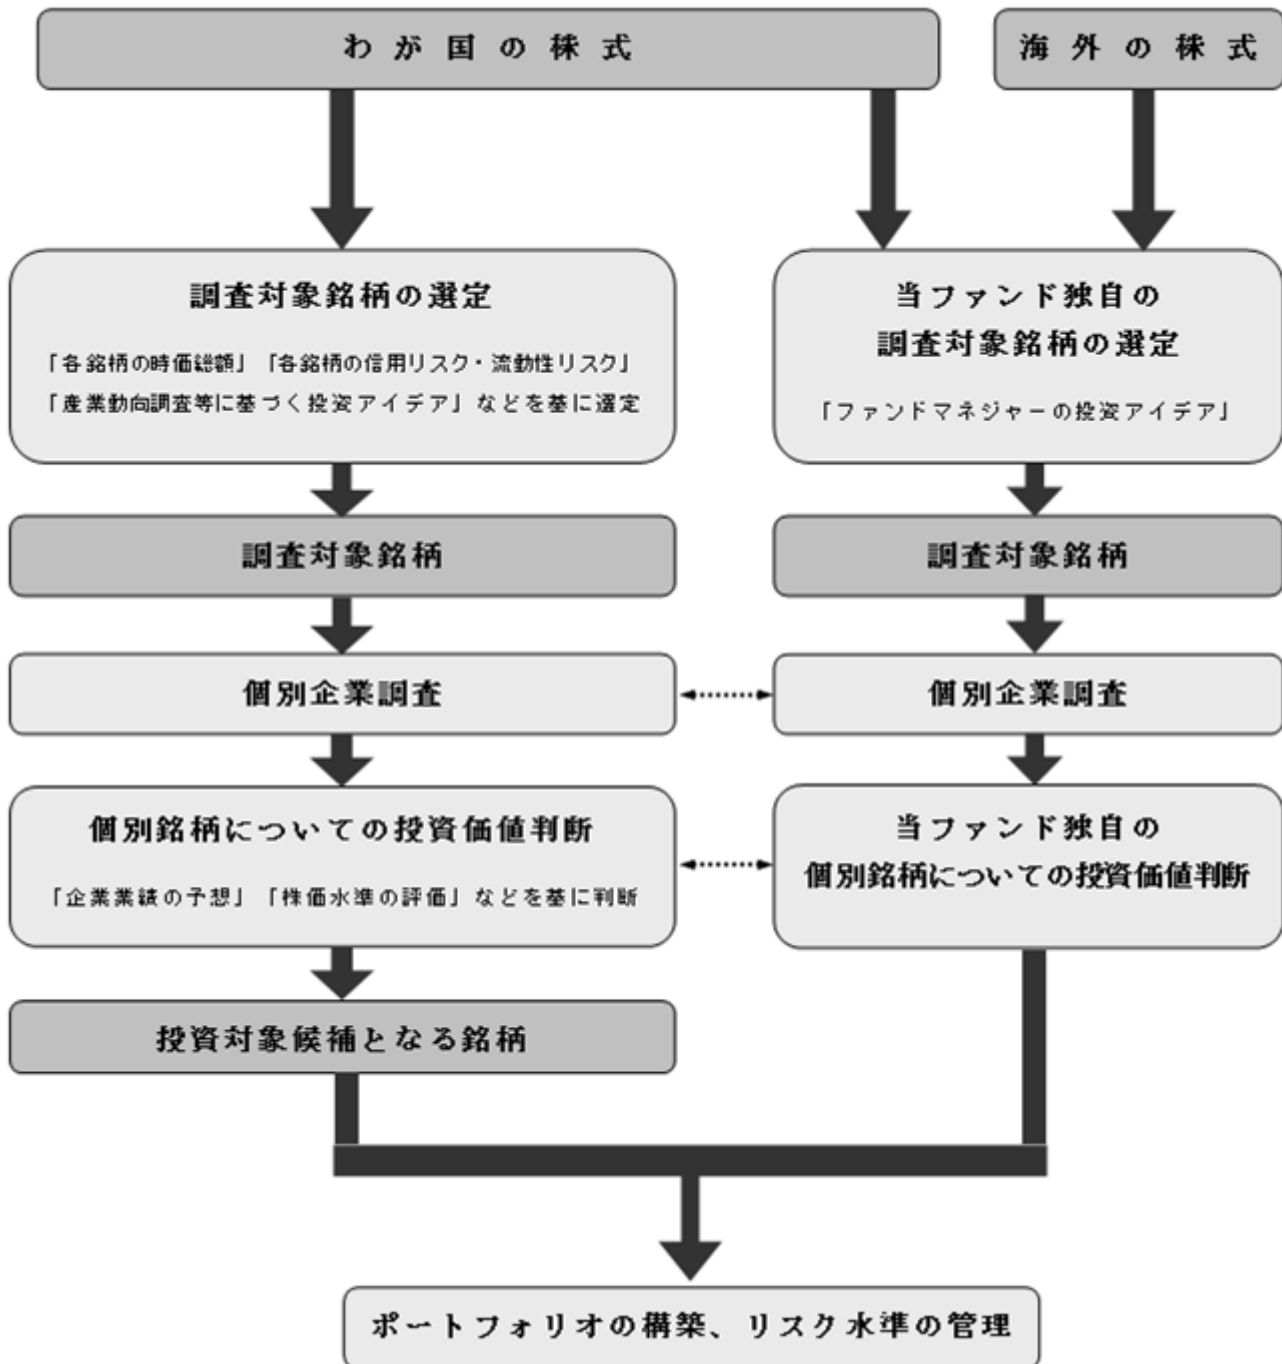 わが国の株式
海外の株式
調査対象銘柄の選定
「各銘柄の時価総額」「各銘柄の信用リスク・流動性リスク」
「産業動向調査等に基づく投資アイデア」などを基に選定
当ファンド独自の
調査対象銘柄の選定
「ファンドマネジャーの投資アイデア」
調査対象銘柄
調査対象銘柄
個別企業調査
個別企業調査
個別銘柄についての投資価値判断
「企業業績の予想」「株価水準の評価」などを基に判断
当ファンド独自の
個別銘柄についての投資価値判断
投資対象候補となる銘柄
ポートフォリオの構築、リスク水準の管理